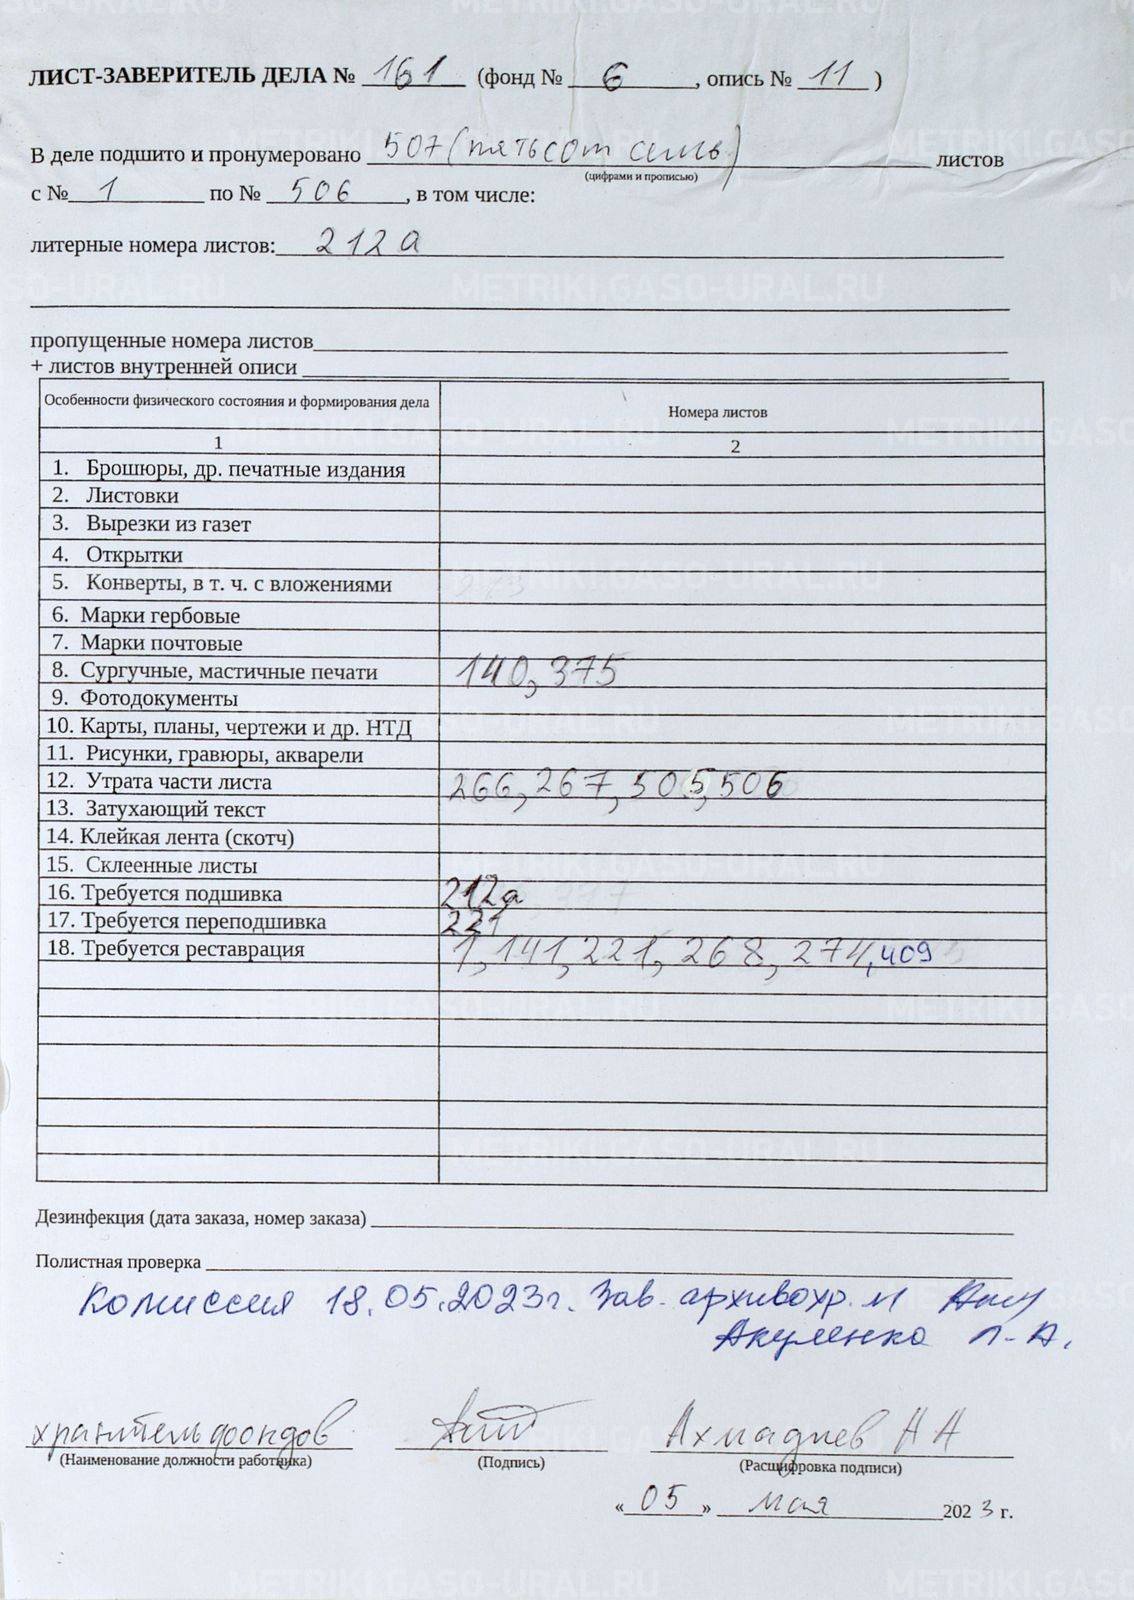 ЛИСТ-ЗАВЕРИТЕЛЬ ДЕЛА № 161 (фонд № 6, опись № 11 )
В деле подшито и пронумеровано 507 (пятьсот семь) листов
(цифрами и прописью)
с № 1 по № 506, в том числе:
литерные номера листов: 212а
пропущенные номера листов
+ листов внутренней описи
Особенности физического состояния и формирования дела Номера листов
1 2
1. Брошюры, др. печатные издания
2. Листовки
3. Вырезки из газет
4. Открытки
5. Конверты, в т. ч. с вложениями
6. Марки гербовые
7. Марки почтовые
8. Сургучные, мастичные печати 140, 375
9. Фотодокументы
10. Карты, планы, чертежи и др. НТД
11. Рисунки, гравюры, акварели
12. Утрата части листа 266, 267, 505, 506
13. Затухающий текст
14. Клейкая лента (скотч)
15. Склеенные листы
16. Требуется подшивка 212а
17. Требуется переподшивка 221
18. Требуется реставрация 1, 141, 221, 268, 274, 409
Дезинфекция (дата заказа, номер заказа)
Полистная проверка
Комиссия 18.05.2023г. Зав. архивохр.
Акуленко Л.А.
хранитель фондов Ахмадиев А А
(Наименование должности работника) (Подпись) (Расшифровка подписи)
«05» мая 2023 г.
METRIKI.GASO-URAL.RU